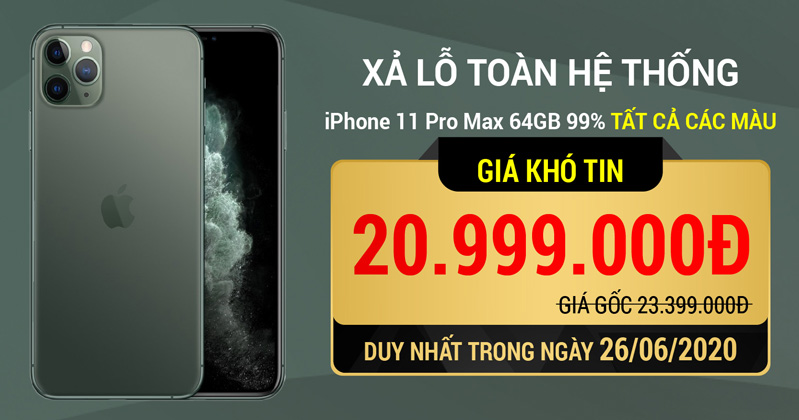 XẢ LỖ TOÀN HỆ THỐNG
iPhone 11 Pro Max 64GB 99% TẤT CẢ CÁC MÀU
GIÁ KHÓ TIN
20.999.000Đ
GIÁ GỐC 23.399.000Đ
DUY NHẤT TRONG NGÀY 26/06/2020